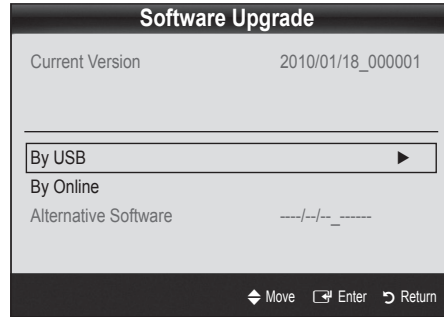 Software Upgrade
Current Version 2010/01/18_000001
By USB ►
By Online
Alternative Software ----/--/--_------
Move Enter Return